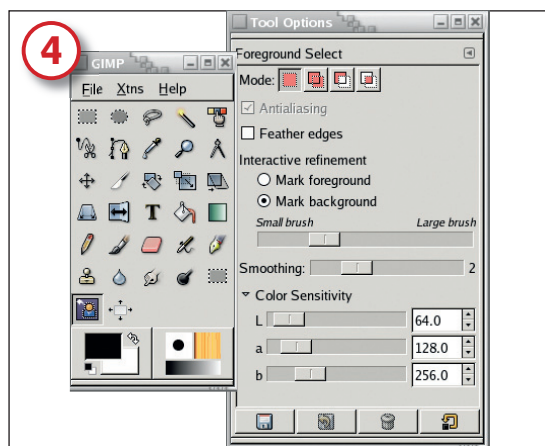 4
GIMP
File Xtns Help
T
Tool Options
Foreground Select
Mode:
Antialiasing
Feather edges
Interactive refinement
Mark foreground
Mark background
Small brush Large brush
Smoothing: 2
Color Sensitivity
L 64.0
a 128.0
b 256.0